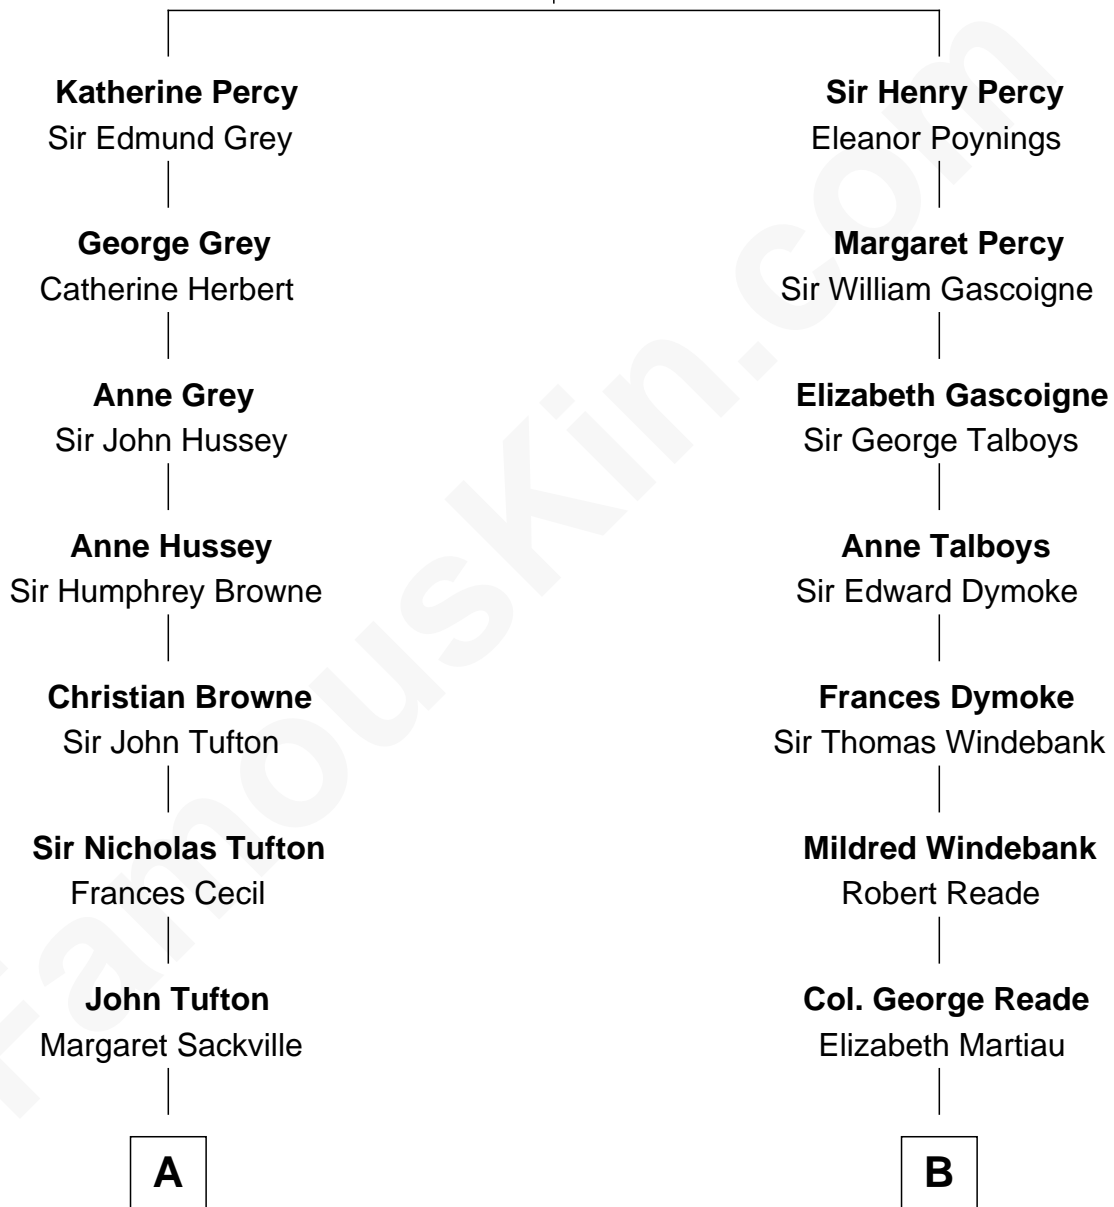 Katherine Percy
Sir Edmund Grey
George Grey
Catherine Herbert
Anne Grey
Sir John Hussey
Anne Hussey
Sir Humphrey Browne
Christian Browne
Sir John Tufton
Sir Nicholas Tufton
Frances Cecil
John Tufton
Margaret Sackville
A
Sir Henry Percy
Eleanor Poynings
Margaret Percy
Sir William Gascoigne
Elizabeth Gascoigne
Sir George Talboys
Anne Talboys
Sir Edward Dymoke
Frances Dymoke
Sir Thomas Windebank
Mildred Windebank
Robert Reade
Col. George Reade
Elizabeth Martiau
B
FamousKin.com